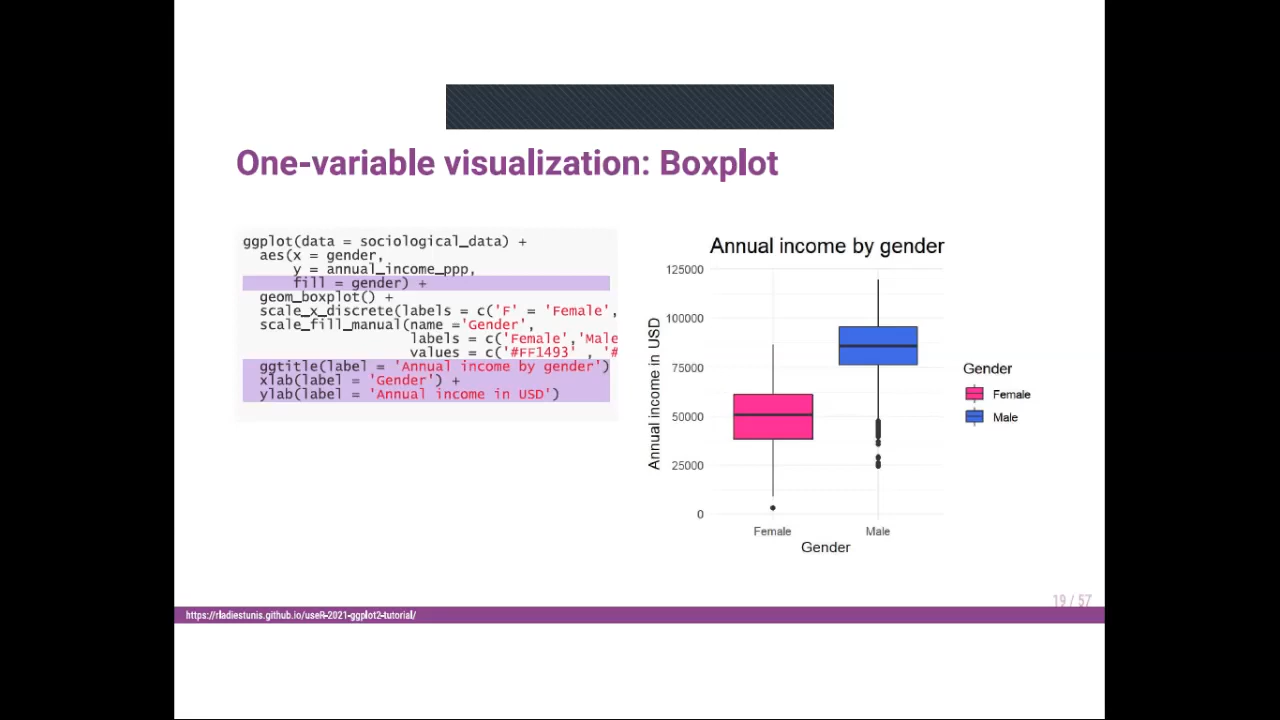 One-variable visualization: Boxplot
ggplot(data = sociological_data) +
aes(x = gender,
y = annual_income_ppp,
fill = gender) +
geom_boxplot() +
scale_x_discrete(labels = c('F' = 'Female',
scale_fill_manual(name ='Gender',
labels = c('Female','Male
values = c('#FF1493' , '#
ggtitle(label = 'Annual income by gender')
xlab(label = 'Gender') +
ylab(label = 'Annual income in USD')
Annual income by gender
125000
100000
75000
50000
25000
0
Annual income in USD
Female Male
Gender
Gender
Female
Male
19 / 57
https://rladiestunis.github.io/useR-2021-ggplot2-tutorial/